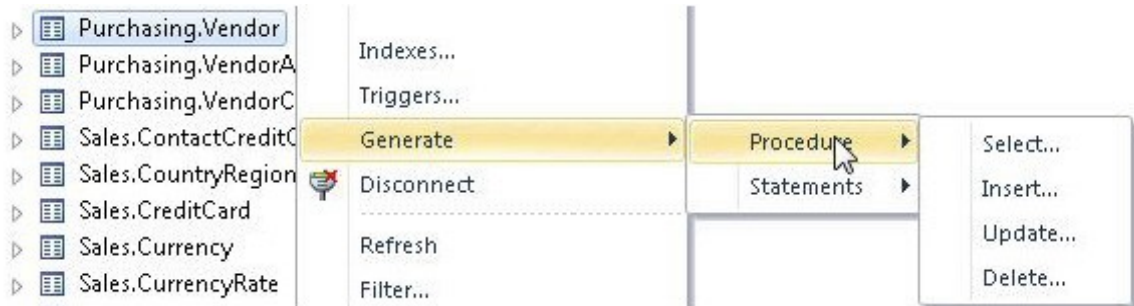 Purchasing.Vendor
Purchasing.VendorA
Purchasing.VendorC
Sales.ContactCreditC
Sales.CountryRegion
Sales.CreditCard
Sales.Currency
Sales.CurrencyRate
Indexes...
Triggers...
Generate
Disconnect
Refresh
Filter...
Procedure
Statements
Select...
Insert...
Update...
Delete...